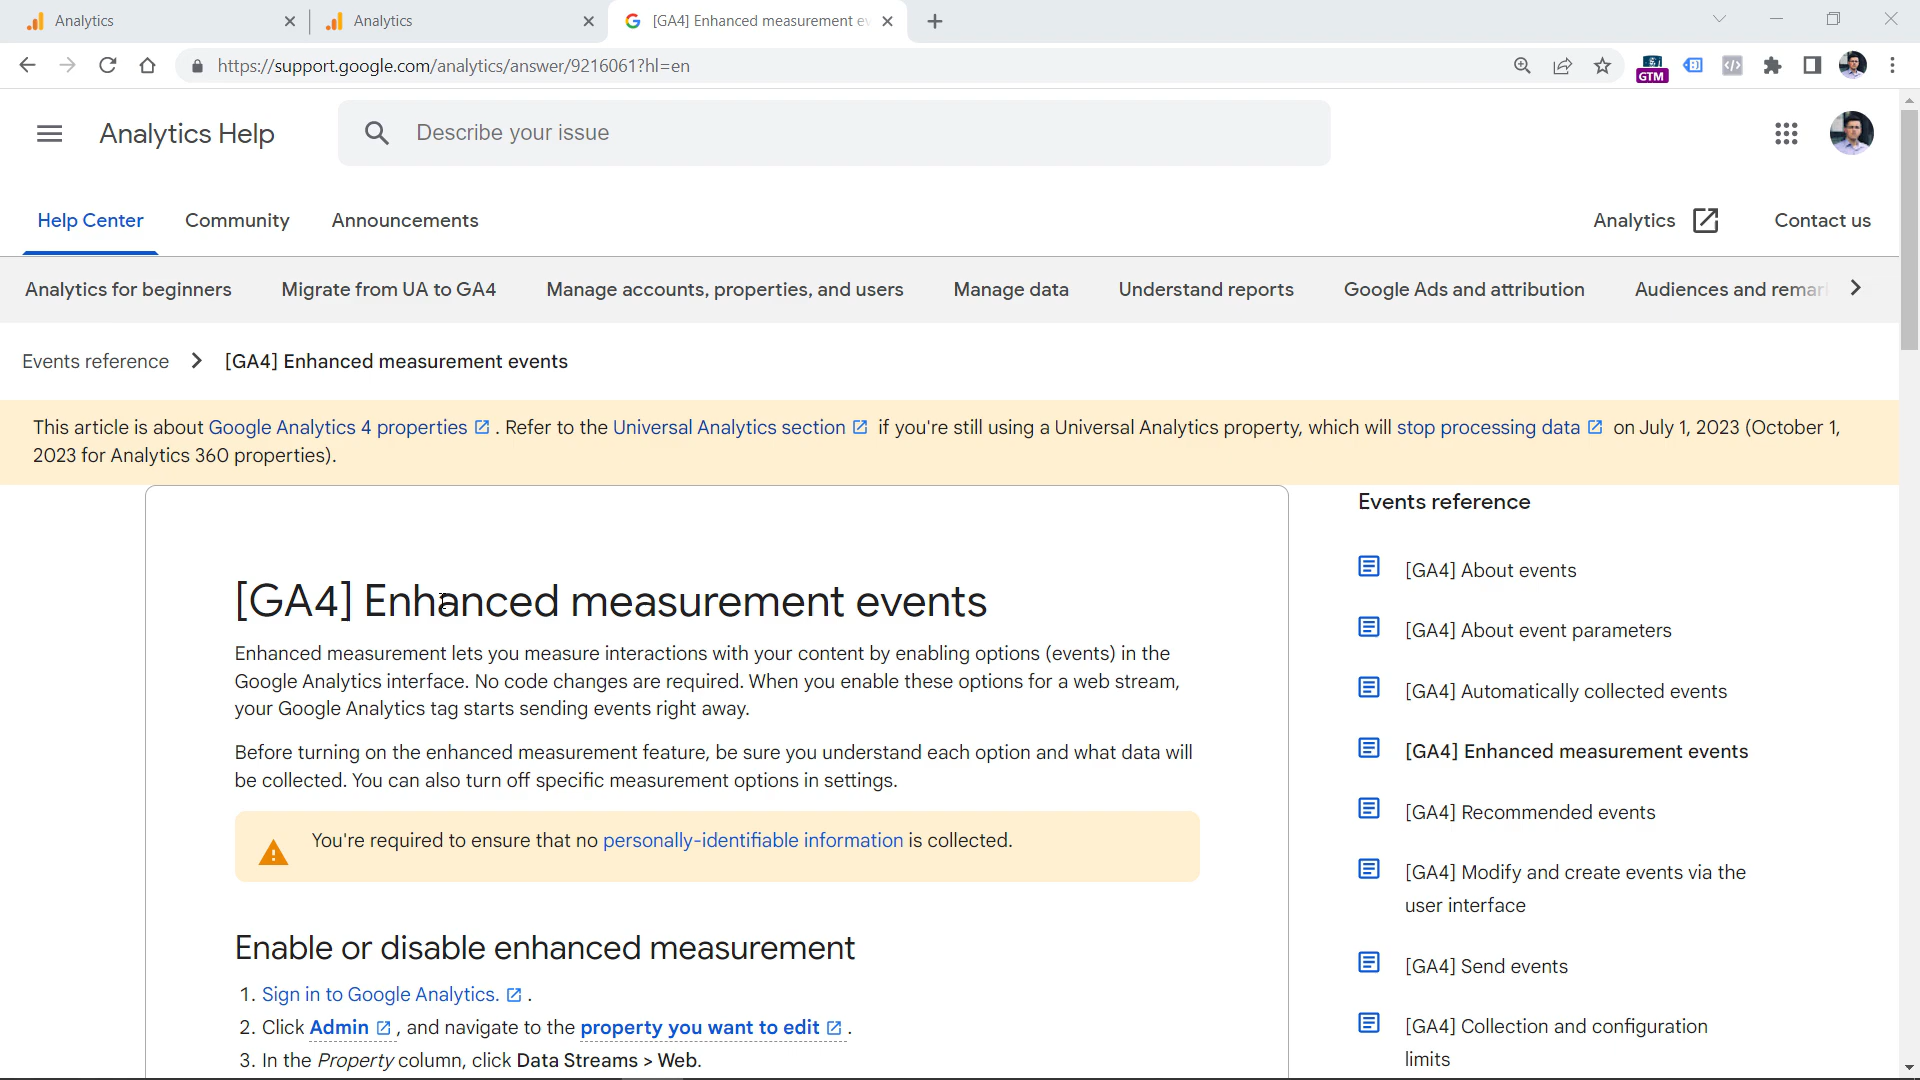 Analytics
Analytics
[GA4] Enhanced measurement ev
https://support.google.com/analytics/answer/9216061?hl=en
GTM
Analytics Help
Describe your issue
Help Center
Community
Announcements
Analytics
Contact us
Analytics for beginners
Migrate from UA to GA4
Manage accounts, properties, and users
Manage data
Understand reports
Google Ads and attribution
Audiences and remar
Events reference
[GA4] Enhanced measurement events
This article is about Google Analytics 4 properties . Refer to the Universal Analytics section if you're still using a Universal Analytics property, which will stop processing data on July 1, 2023 (October 1,
2023 for Analytics 360 properties).
[GA4] Enhanced measurement events
Enhanced measurement lets you measure interactions with your content by enabling options (events) in the
Google Analytics interface. No code changes are required. When you enable these options for a web stream,
your Google Analytics tag starts sending events right away.
Before turning on the enhanced measurement feature, be sure you understand each option and what data will
be collected. You can also turn off specific measurement options in settings.
You're required to ensure that no personally-identifiable information is collected.
Enable or disable enhanced measurement
1. Sign in to Google Analytics. .
2. Click Admin , and navigate to the property you want to edit .
3. In the Property column, click Data Streams > Web.
Events reference
[GA4] About events
[GA4] About event parameters
[GA4] Automatically collected events
[GA4] Enhanced measurement events
[GA4] Recommended events
[GA4] Modify and create events via the
user interface
[GA4] Send events
[GA4] Collection and configuration
limits